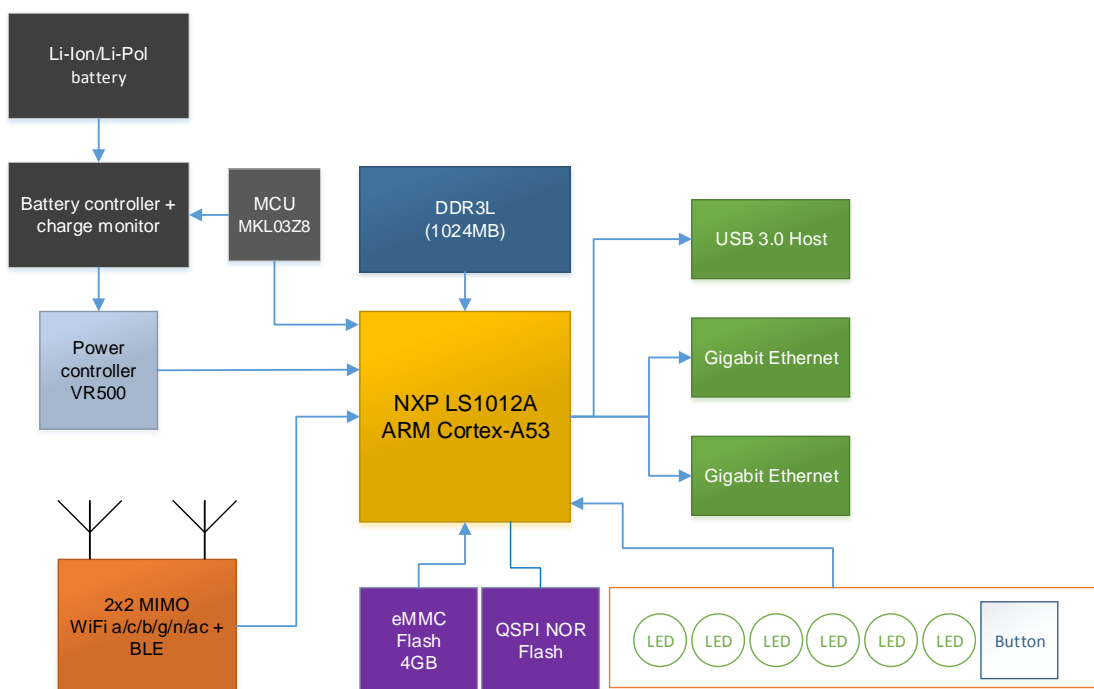 Li-Ion/Li-Pol
battery
Battery controller +
charge monitor
MCU
MKL03Z8
DDR3L
(1024MB)
USB 3.0 Host
Power
controller
VR500
Gigabit Ethernet
NXP LS1012A
ARM Cortex-A53
Gigabit Ethernet
2x2 MIMO
WiFi a/c/b/g/n/ac +
BLE
eMMC
Flash
4GB
QSPI NOR
Flash
LED
LED
LED
LED
LED
LED
Button